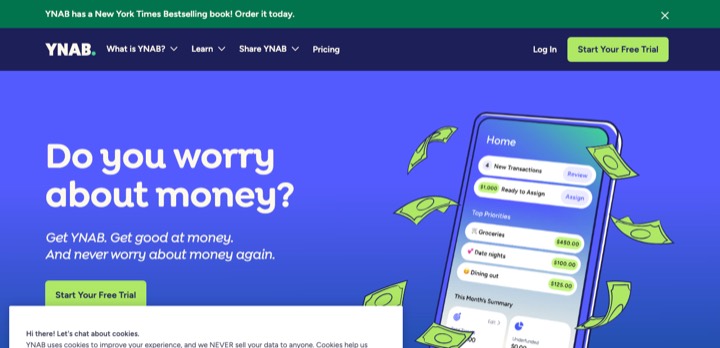 YNAB has a New York Times Bestselling book! Order it today.
YNAB. What is YNAB? Learn Share YNAB Pricing Log In Start Your Free Trial
Do you worry
about money?
Get YNAB. Get good at money.
And never worry about money again.
Start Your Free Trial
Home
4 New Transactions Review
$1,000 Ready to Assign Assign
Top Priorities
Groceries $450.00
Date nights $100.00
Dining out $125.00
This Month's Summary
Underfunded
$0.00
Hi there! Let's chat about cookies.
YNAB uses cookies to improve your experience, and we NEVER sell your data to anyone. Cookies help us